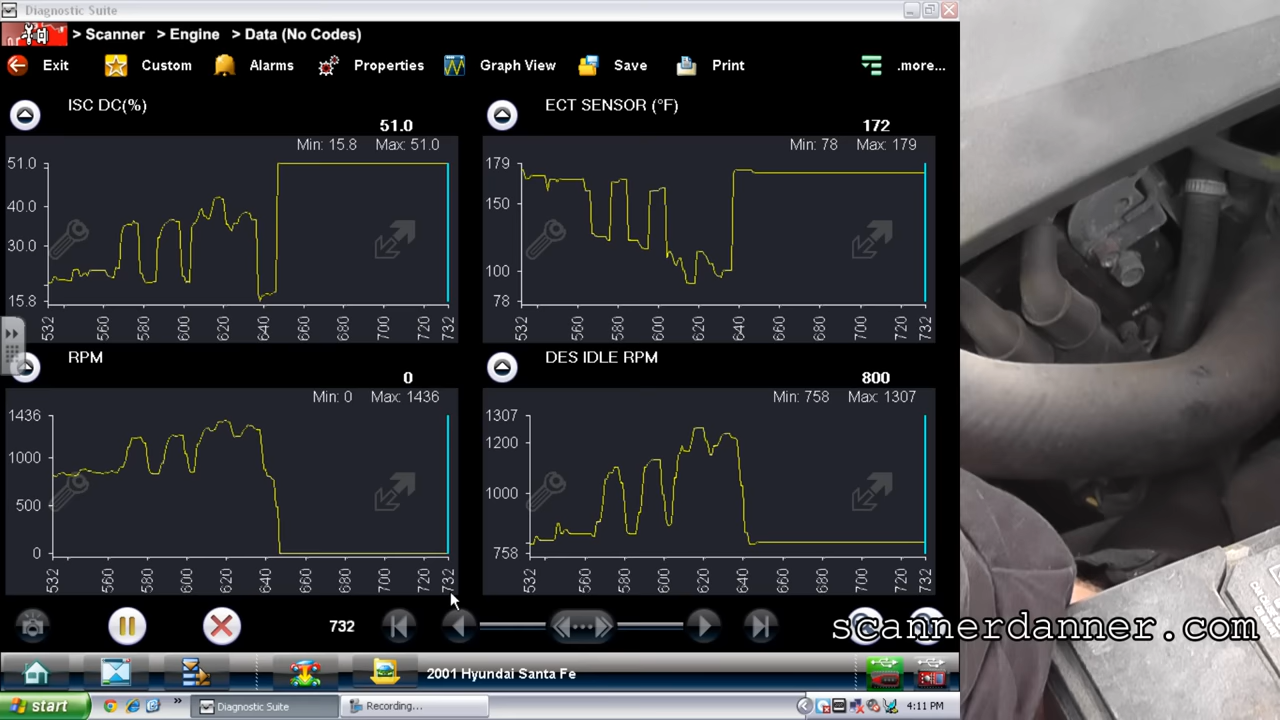 Diagnostic Suite
> Scanner > Engine > Data (No Codes)
Exit Custom Alarms Properties Graph View Save Print .more...
ISC DC(%)
51.0
Min: 15.8 Max: 51.0
51.0
40.0
30.0
15.8
532 560 580 600 620 640 660 680 700 720 732
ECT SENSOR (°F)
172
Min: 78 Max: 179
179
150
100
78
532 560 580 600 620 640 660 680 700 720 732
RPM
0
Min: 0 Max: 1436
1436
1000
500
0
532 560 580 600 620 640 660 680 700 720 732
DES IDLE RPM
800
Min: 758 Max: 1307
1307
1200
1000
758
532 560 580 600 620 640 660 680 700 720 732
732
scannerdanner.com
2001 Hyundai Santa Fe
start Diagnostic Suite Recording... 4:11 PM